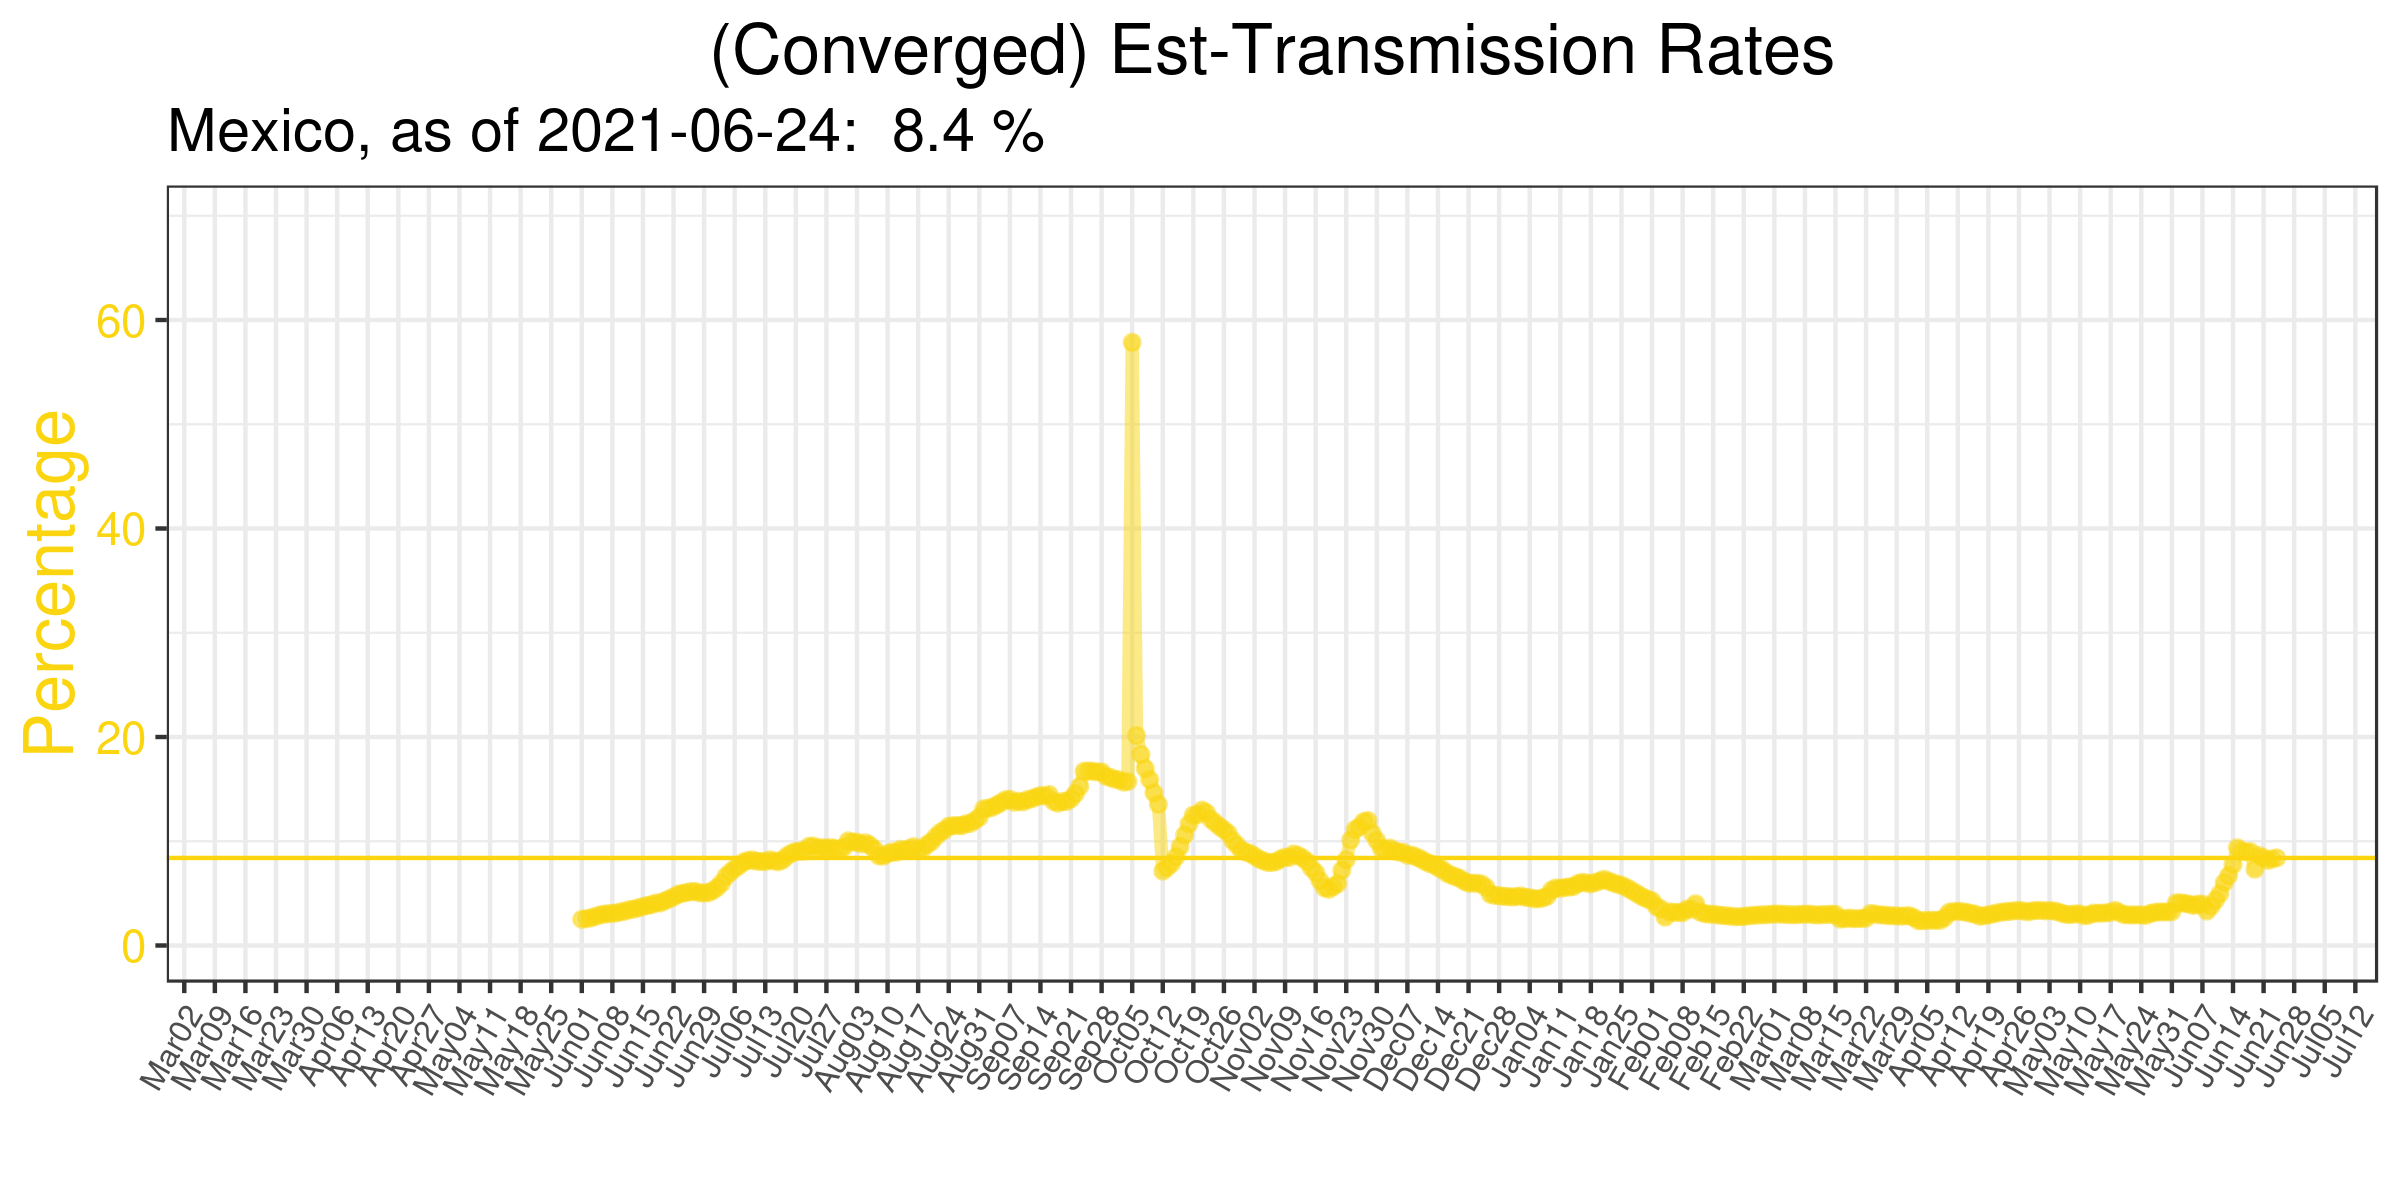 (Converged) Est-Transmission Rates
Mexico, as of 2021-06-24: 8.4 %
Percentage
60
40
20
0
Mar02
Mar09
Mar16
Mar23
Mar30
Apr06
Apr13
Apr20
Apr27
May04
May11
May18
May25
Jun01
Jun08
Jun15
Jun22
Jun29
Jul06
Jul13
Jul20
Jul27
Aug03
Aug10
Aug17
Aug24
Aug31
Sep07
Sep14
Sep21
Sep28
Oct05
Oct12
Oct19
Oct26
Nov02
Nov09
Nov16
Nov23
Nov30
Dec07
Dec14
Dec21
Dec28
Jan04
Jan11
Jan18
Jan25
Feb01
Feb08
Feb15
Feb22
Mar01
Mar08
Mar15
Mar22
Mar29
Apr05
Apr12
Apr19
Apr26
May03
May10
May17
May24
May31
Jun07
Jun14
Jun21
Jun28
Jul05
Jul12